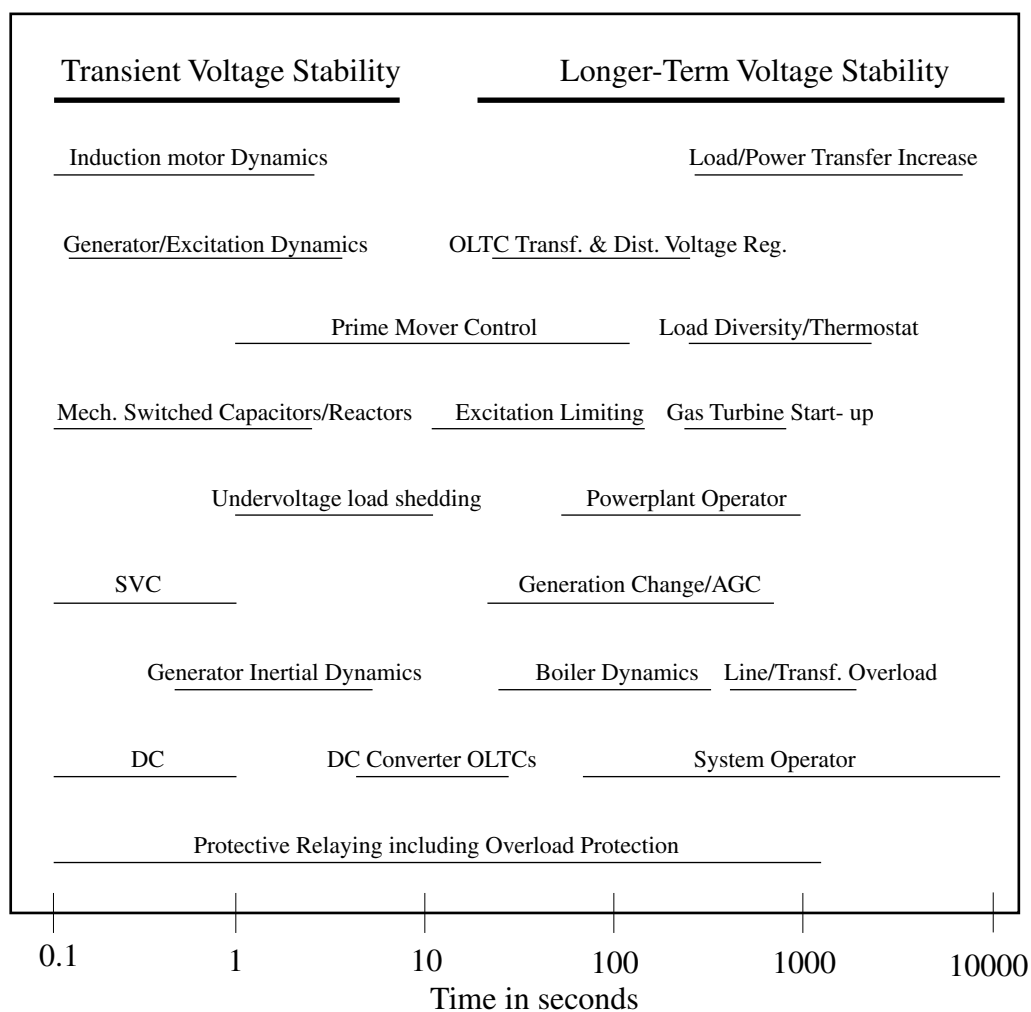 Transient Voltage Stability
Longer-Term Voltage Stability
Induction motor Dynamics
Load/Power Transfer Increase
Generator/Excitation Dynamics
OLTC Transf. & Dist. Voltage Reg.
Prime Mover Control
Load Diversity/Thermostat
Mech. Switched Capacitors/Reactors
Excitation Limiting
Gas Turbine Start- up
Undervoltage load shedding
Powerplant Operator
SVC
Generation Change/AGC
Generator Inertial Dynamics
Boiler Dynamics
Line/Transf. Overload
DC
DC Converter OLTCs
System Operator
Protective Relaying including Overload Protection
0.1
1
10
100
1000
10000
Time in seconds